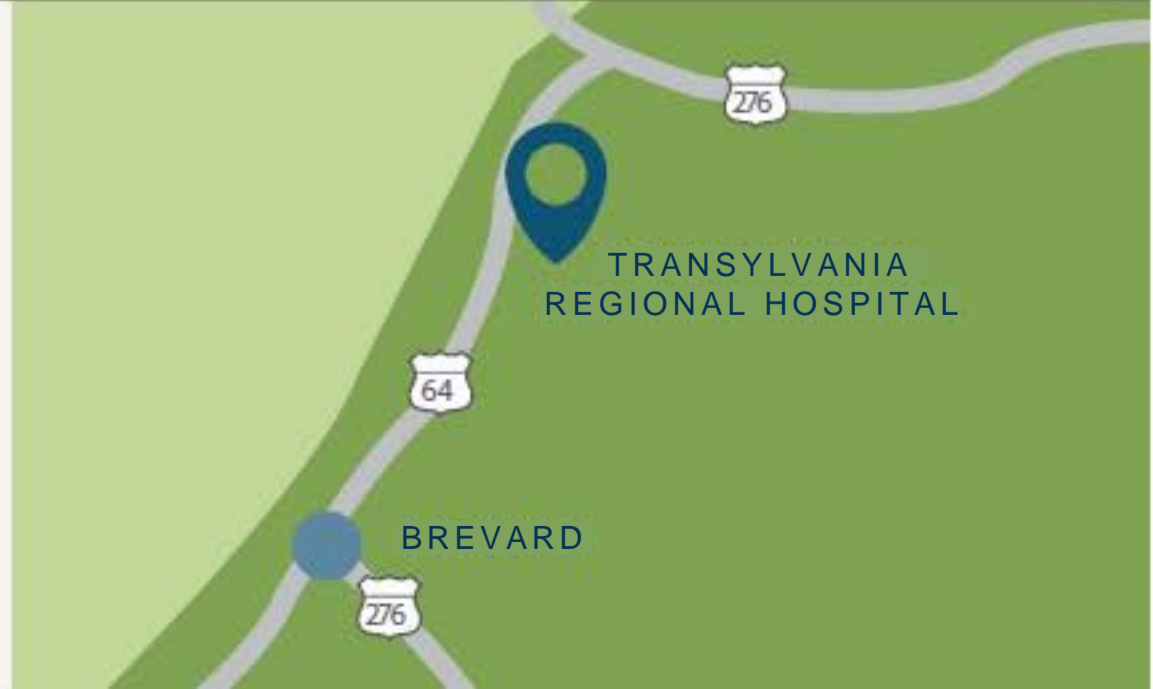 276
TRANSYLVANIA
REGIONAL HOSPITAL
64
BREVARD
276